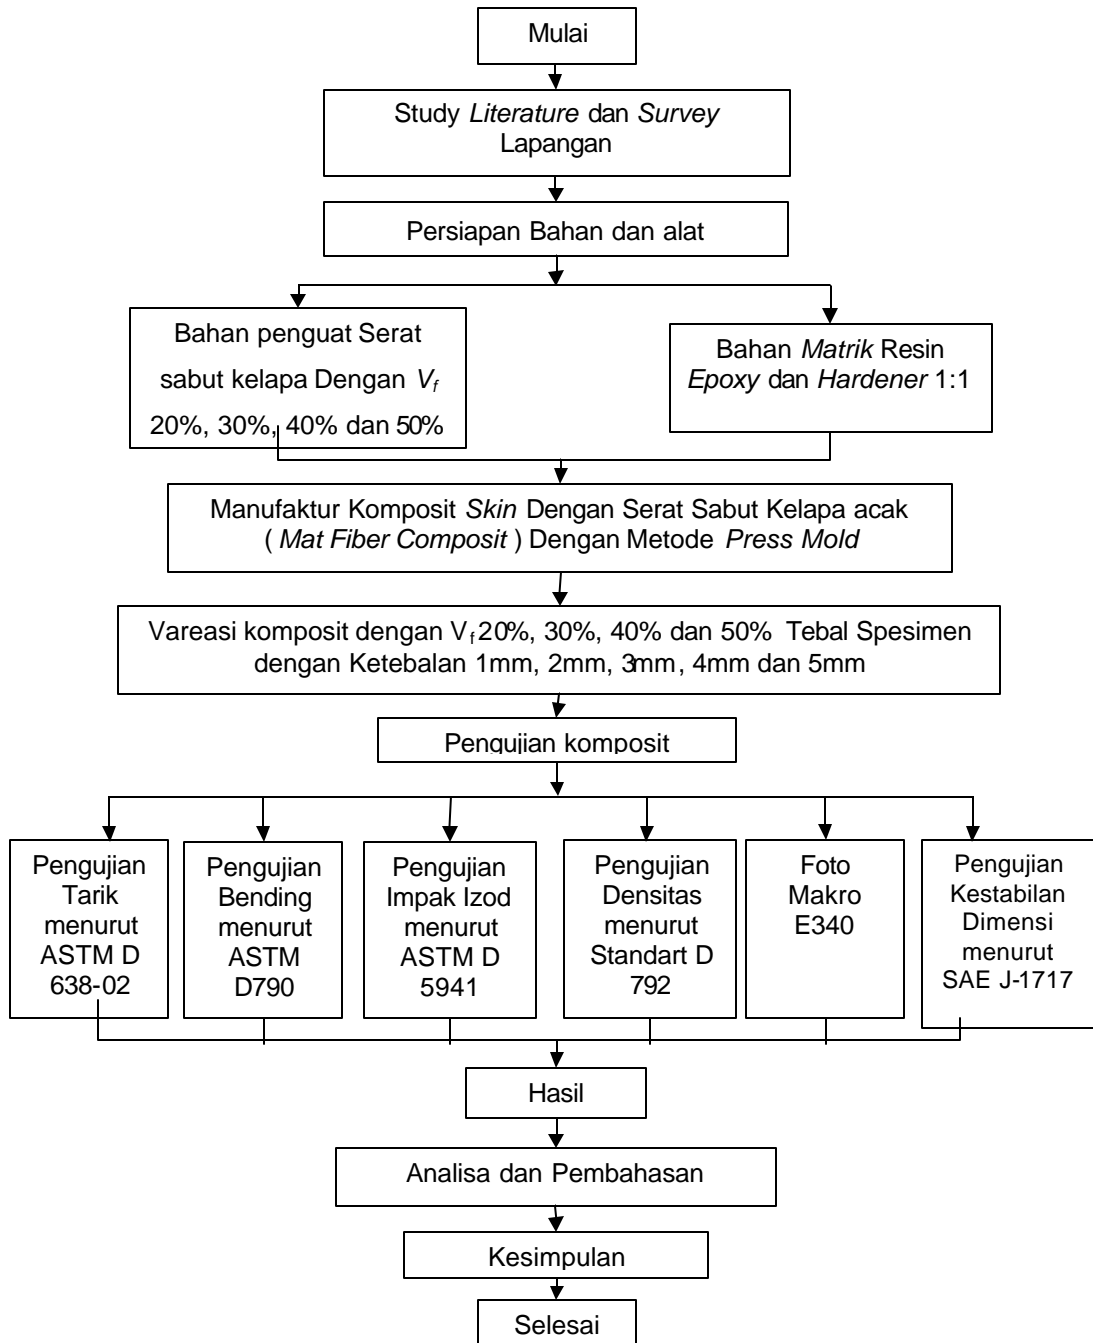 Mulai
Study Literature dan Survey
Lapangan
Persiapan Bahan dan alat
Bahan penguat Serat
sabut kelapa Dengan Vf
20%, 30%, 40% dan 50%
Bahan Matrik Resin
Epoxy dan Hardener 1:1
Manufaktur Komposit Skin Dengan Serat Sabut Kelapa acak
( Mat Fiber Composit ) Dengan Metode Press Mold
Vareasi komposit dengan Vf 20%, 30%, 40% dan 50% Tebal Spesimen
dengan Ketebalan 1mm, 2mm, 3mm, 4mm dan 5mm
Pengujian komposit
Pengujian
Tarik
menurut
ASTM D
638-02
Pengujian
Bending
menurut
ASTM
D790
Pengujian
Impak Izod
menurut
ASTM D
5941
Pengujian
Densitas
menurut
Standart D
792
Foto
Makro
E340
Pengujian
Kestabilan
Dimensi
menurut
SAE J-1717
Hasil
Analisa dan Pembahasan
Kesimpulan
Selesai